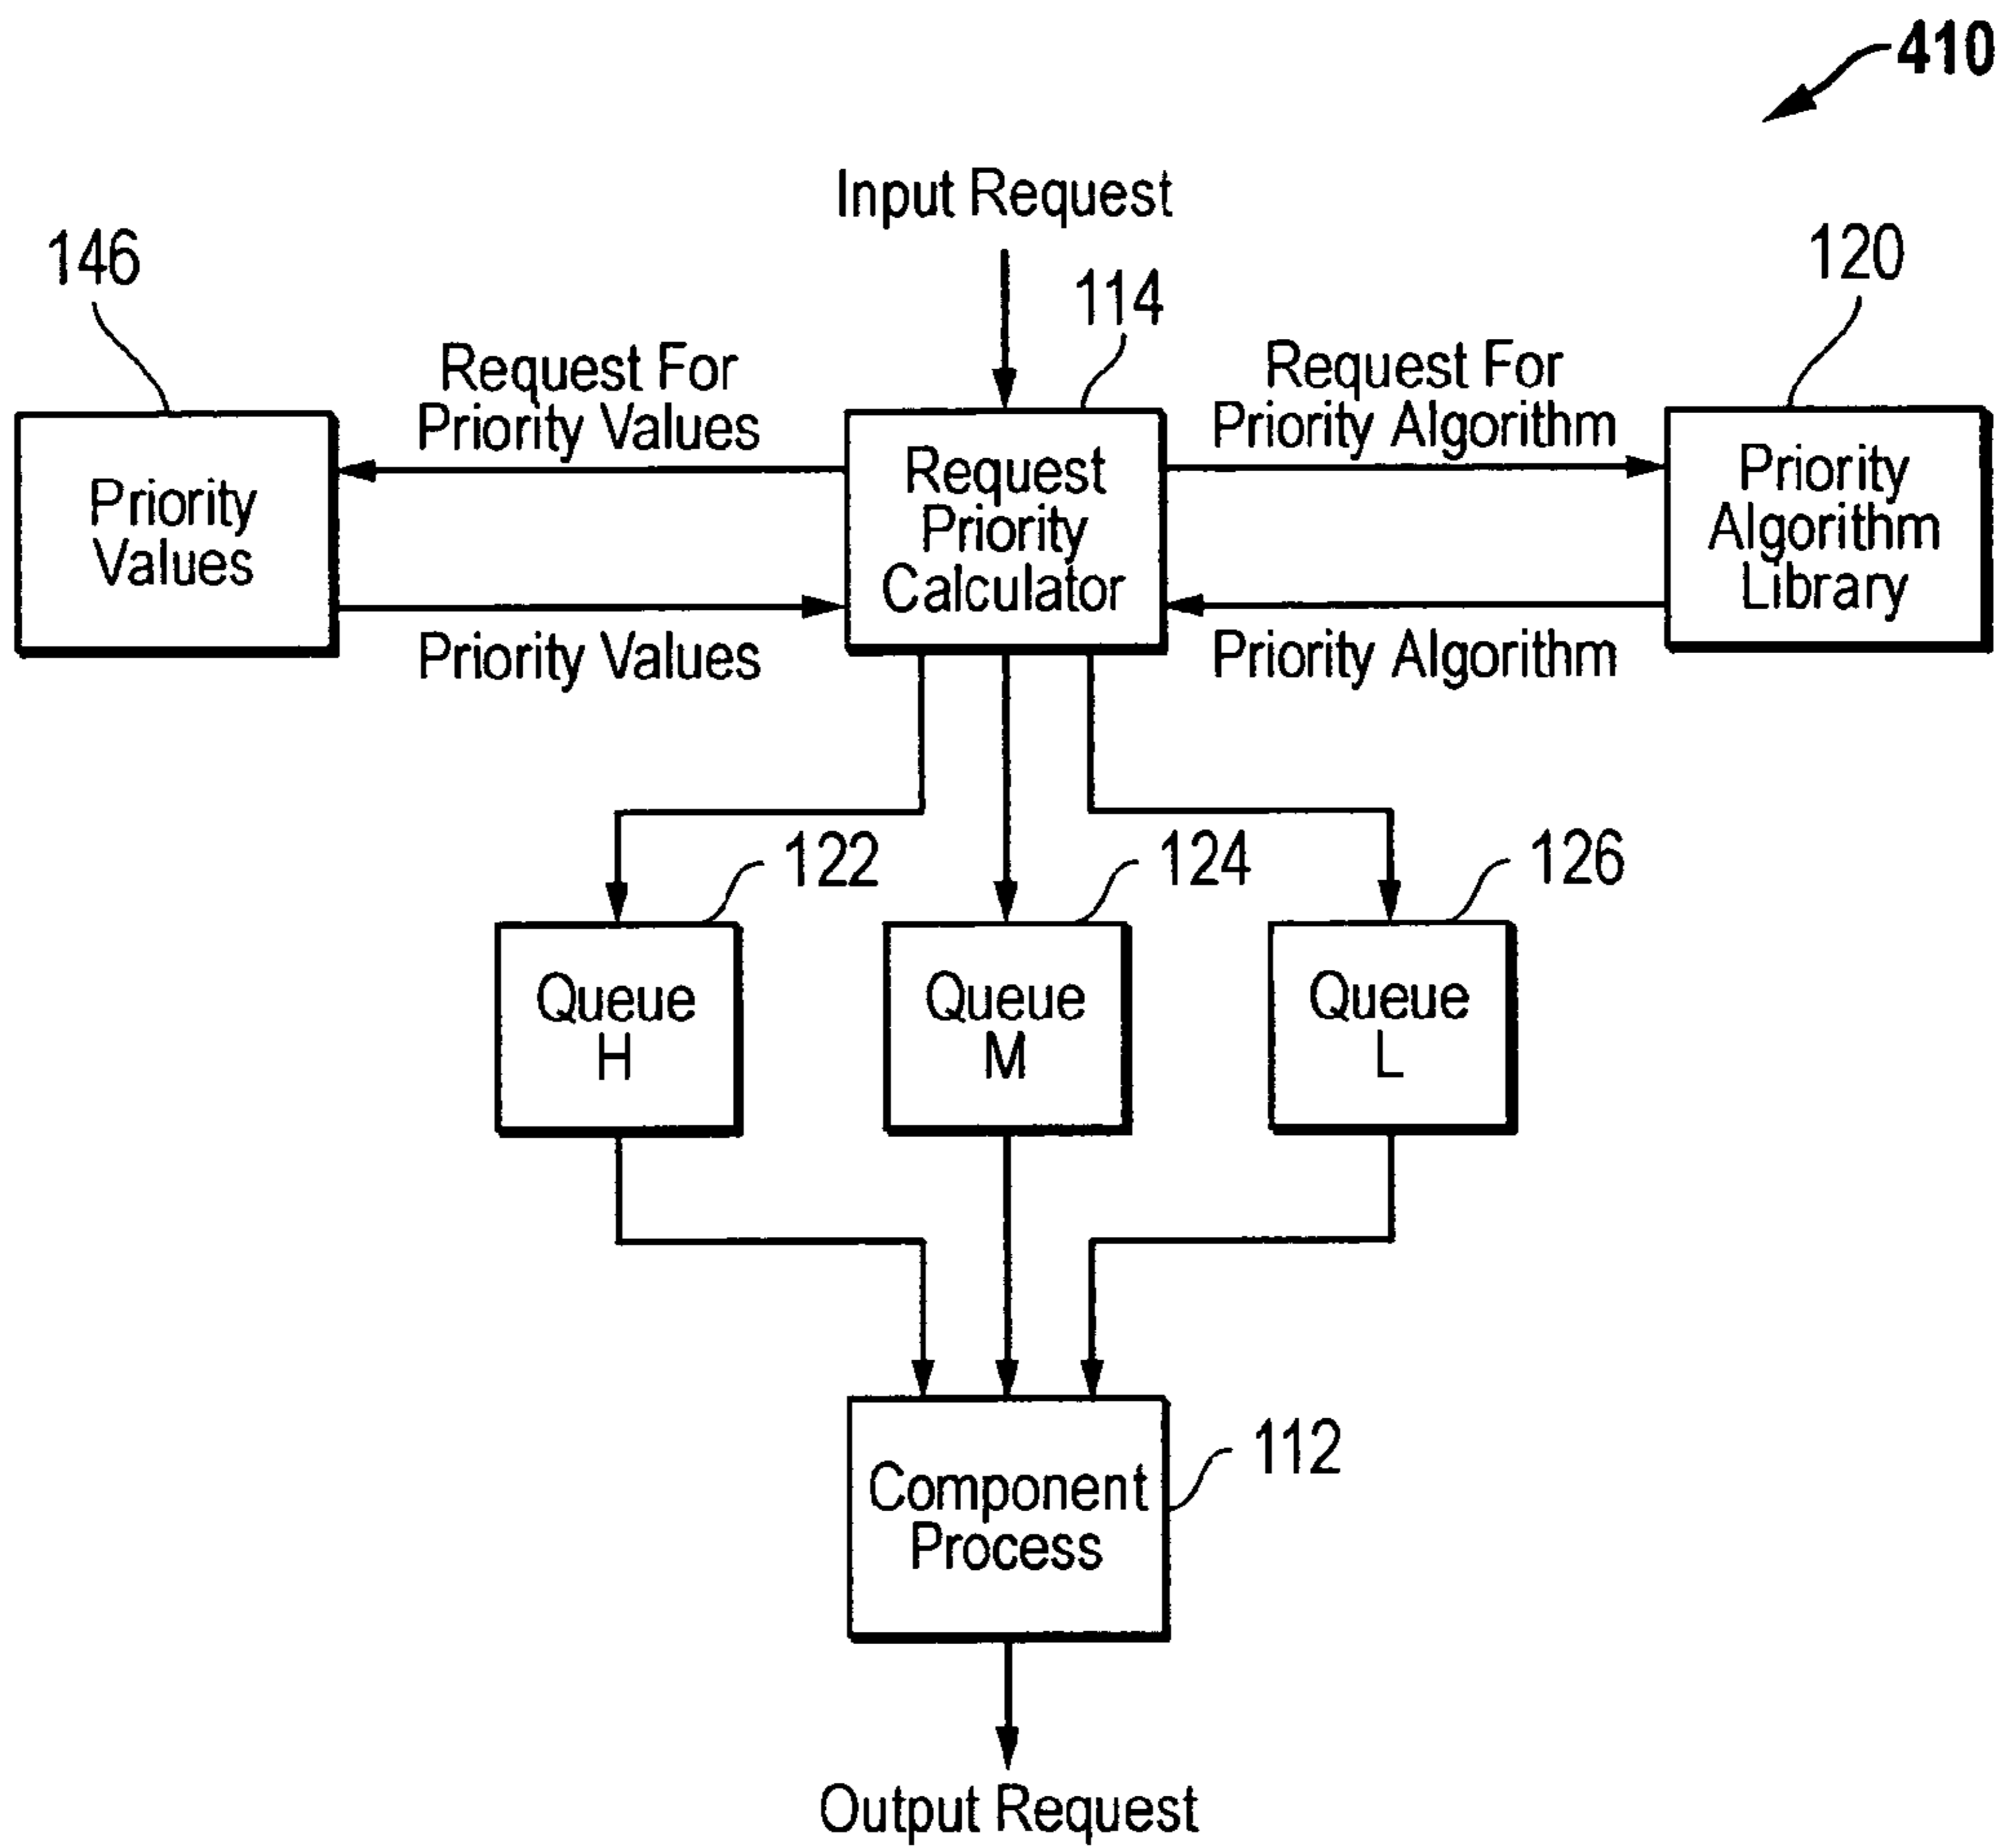 410
Input Request
146
114
120
Request For
Priority Values
Request For
Priority Algorithm
Priority
Values
Request
Priority
Calculator
Priority
Algorithm
Library
Priority Values
Priority Algorithm
122
124
126
Queue
H
Queue
M
Queue
L
112
Component
Process
Output Request